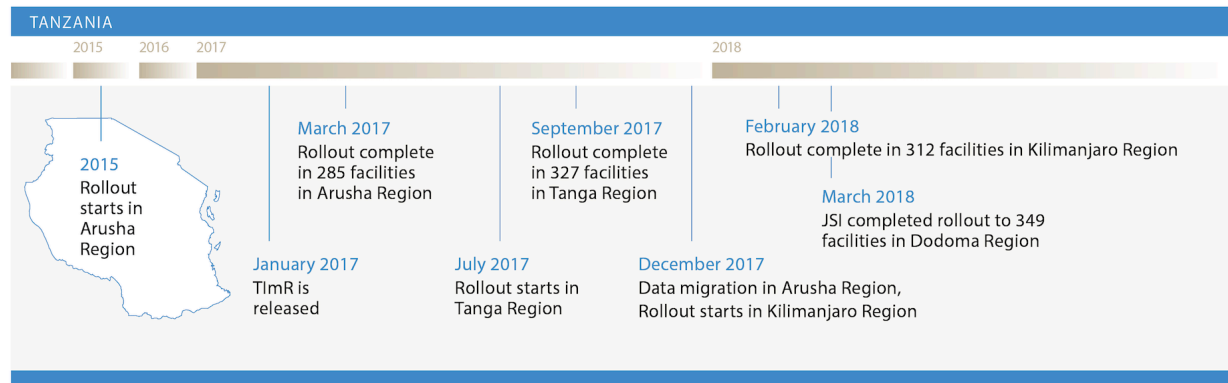 TANZANIA
2015
2016
2017
2018
2015
Rollout
starts in
Arusha
Region
January 2017
TImR is
released
March 2017
Rollout complete
in 285 facilities
in Arusha Region
July 2017
Rollout starts in
Tanga Region
September 2017
Rollout complete
in 327 facilities
in Tanga Region
December 2017
Data migration in Arusha Region,
Rollout starts in Kilimanjaro Region
February 2018
Rollout complete in 312 facilities in Kilimanjaro Region
March 2018
JSI completed rollout to 349
facilities in Dodoma Region